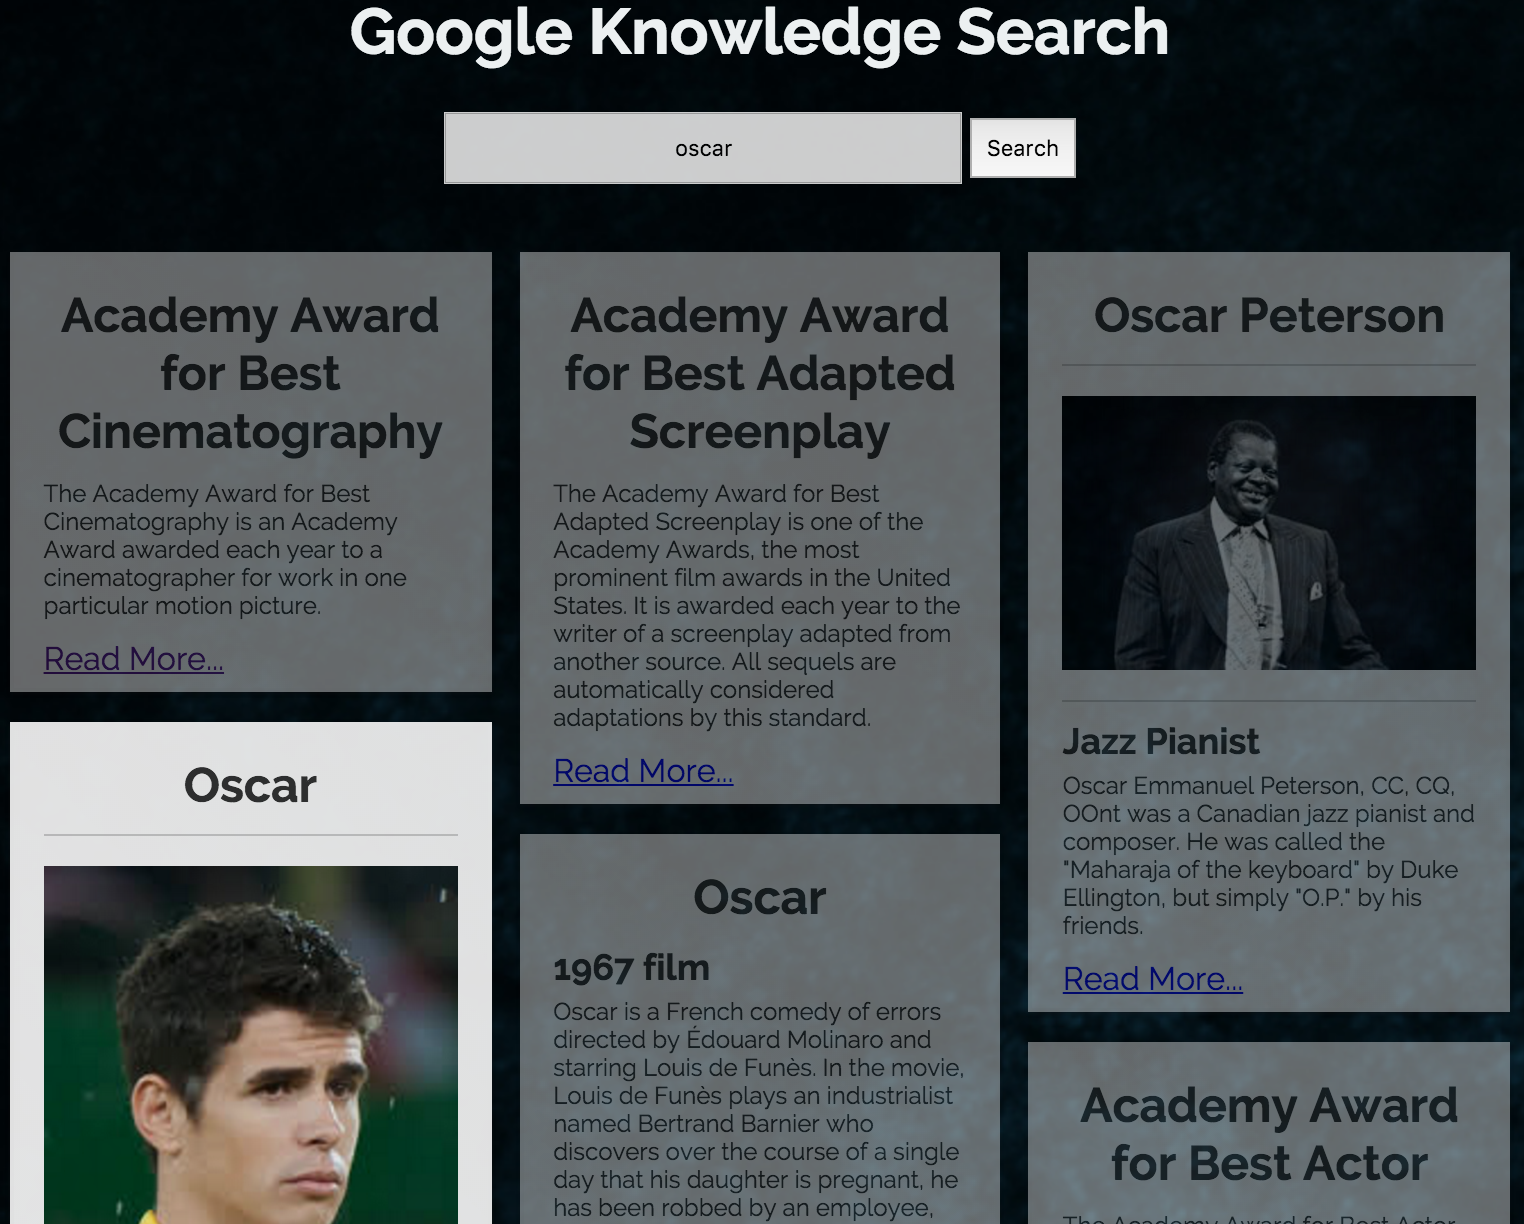 Google Knowledge Search
oscar
Search
Academy Award
for Best
Cinematography
The Academy Award for Best
Cinematography is an Academy
Award awarded each year to a
cinematographer for work in one
particular motion picture.
Read More...
Oscar
Academy Award
for Best Adapted
Screenplay
The Academy Award for Best
Adapted Screenplay is one of the
Academy Awards, the most
prominent film awards in the United
States. It is awarded each year to the
writer of a screenplay adapted from
another source. All sequels are
automatically considered
adaptations by this standard.
Read More...
Oscar
1967 film
Oscar is a French comedy of errors
directed by Édouard Molinaro and
starring Louis de Funès. In the movie,
Louis de Funès plays an industrialist
named Bertrand Barnier who
discovers over the course of a single
day that his daughter is pregnant, he
has been robbed by an employee,
Oscar Peterson
Jazz Pianist
Oscar Emmanuel Peterson, CC, CQ,
OOnt was a Canadian jazz pianist and
composer. He was called the
"Maharaja of the keyboard" by Duke
Ellington, but simply "O.P." by his
friends.
Read More...
Academy Award
for Best Actor
The Academy Award for Best Actor